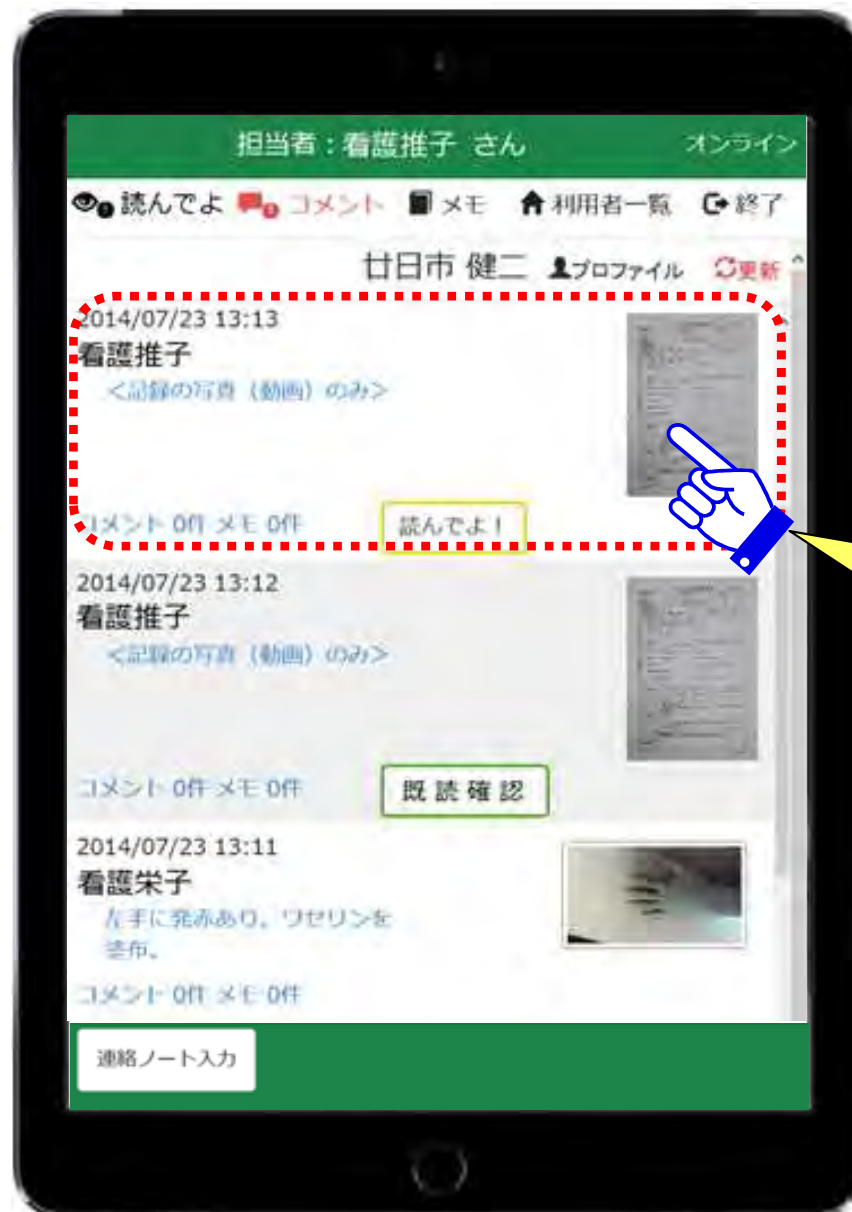 担当者：看護推子 さん オンライン
読んでよ コメント メモ 利用者一覧 終了
廿日市 健二 プロファイル 更新
2014/07/23 13:13
看護推子
＜記録の写真（動画）のみ＞
コメント 0件 メモ 0件 読んでよ！
2014/07/23 13:12
看護推子
＜記録の写真（動画）のみ＞
コメント 0件 メモ 0件 既読確認
2014/07/23 13:11
看護栄子
左手に発赤あり。ワセリンを
塗布。
コメント 0件 メモ 0件
連絡ノート入力